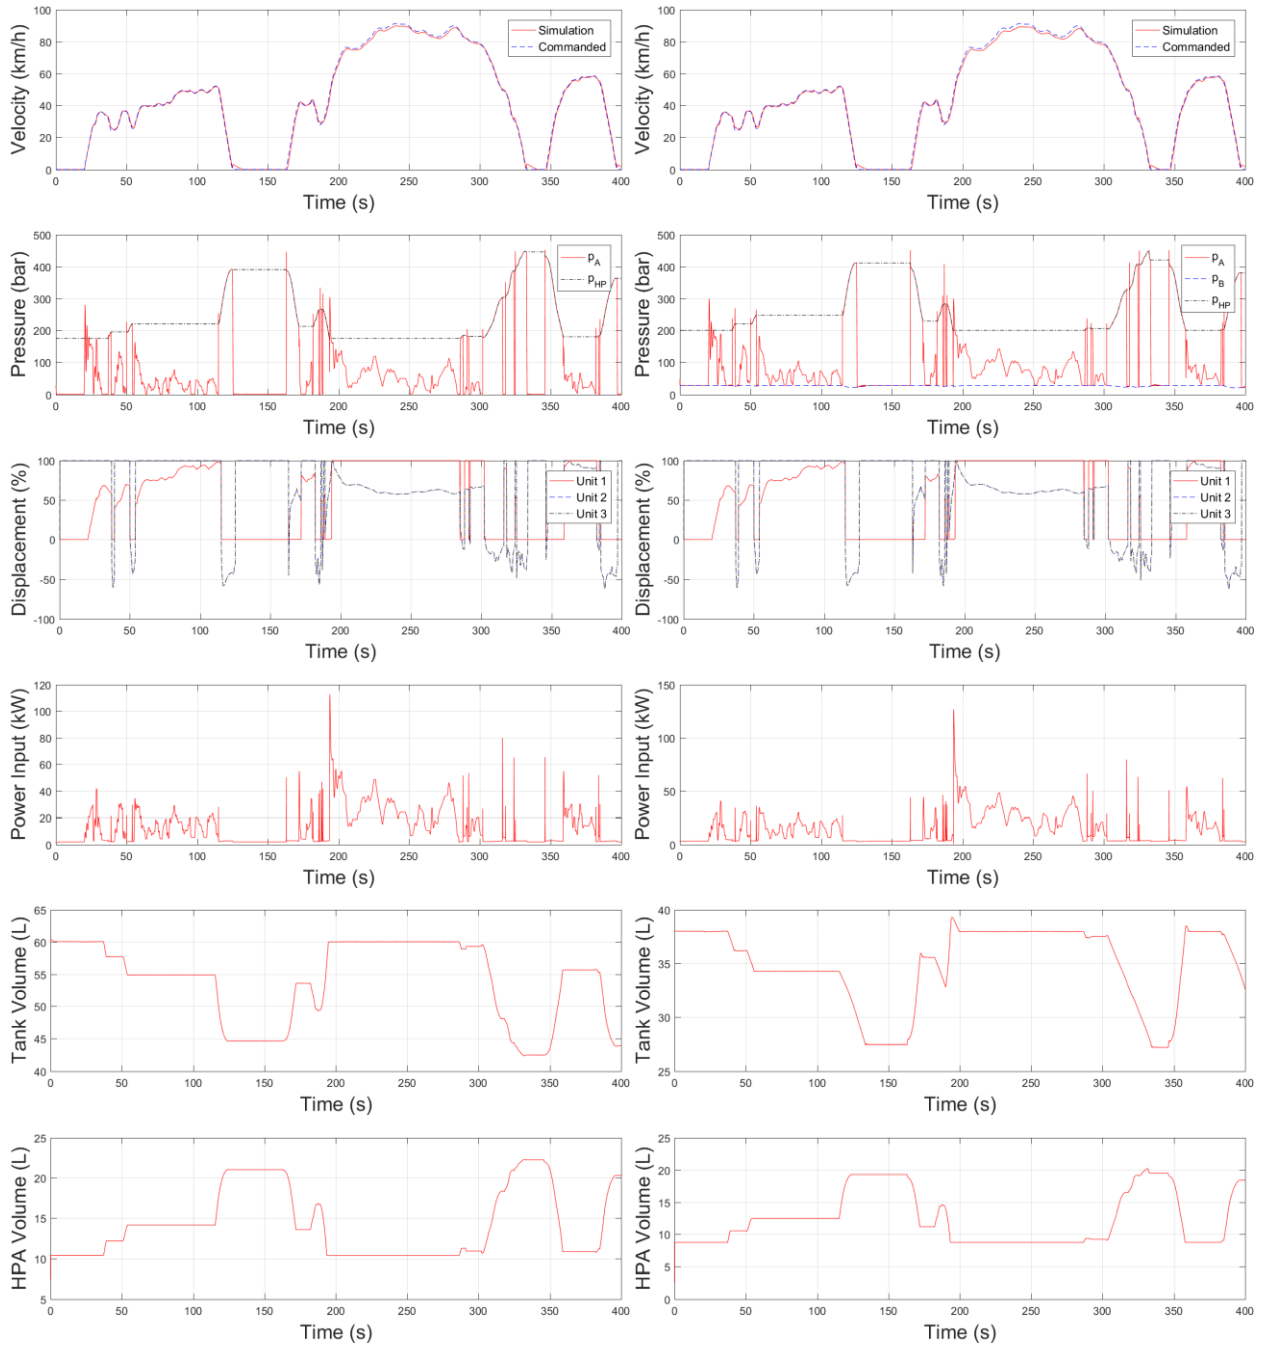 Velocity (km/h)
100
80
60
40
20
0
Simulation
Commanded
0 50 100 150 200 250 300 350 400
Time (s)
Velocity (km/h)
100
80
60
40
20
0
Simulation
Commanded
0 50 100 150 200 250 300 350 400
Time (s)
Pressure (bar)
500
400
300
200
100
0
pA
pHP
0 50 100 150 200 250 300 350 400
Time (s)
Pressure (bar)
500
400
300
200
100
0
pA
pB
pHP
0 50 100 150 200 250 300 350 400
Time (s)
Displacement (%)
100
50
0
-50
-100
Unit 1
Unit 2
Unit 3
0 50 100 150 200 250 300 350 400
Time (s)
Displacement (%)
100
50
0
-50
-100
Unit 1
Unit 2
Unit 3
0 50 100 150 200 250 300 350 400
Time (s)
Power Input (kW)
120
100
80
60
40
20
0
0 50 100 150 200 250 300 350 400
Time (s)
Power Input (kW)
150
100
50
0
0 50 100 150 200 250 300 350 400
Time (s)
Tank Volume (L)
65
60
55
50
45
40
0 50 100 150 200 250 300 350 400
Time (s)
Tank Volume (L)
40
35
30
25
0 50 100 150 200 250 300 350 400
Time (s)
HPA Volume (L)
25
20
15
10
5
0 50 100 150 200 250 300 350 400
Time (s)
HPA Volume (L)
25
20
15
10
5
0
0 50 100 150 200 250 300 350 400
Time (s)